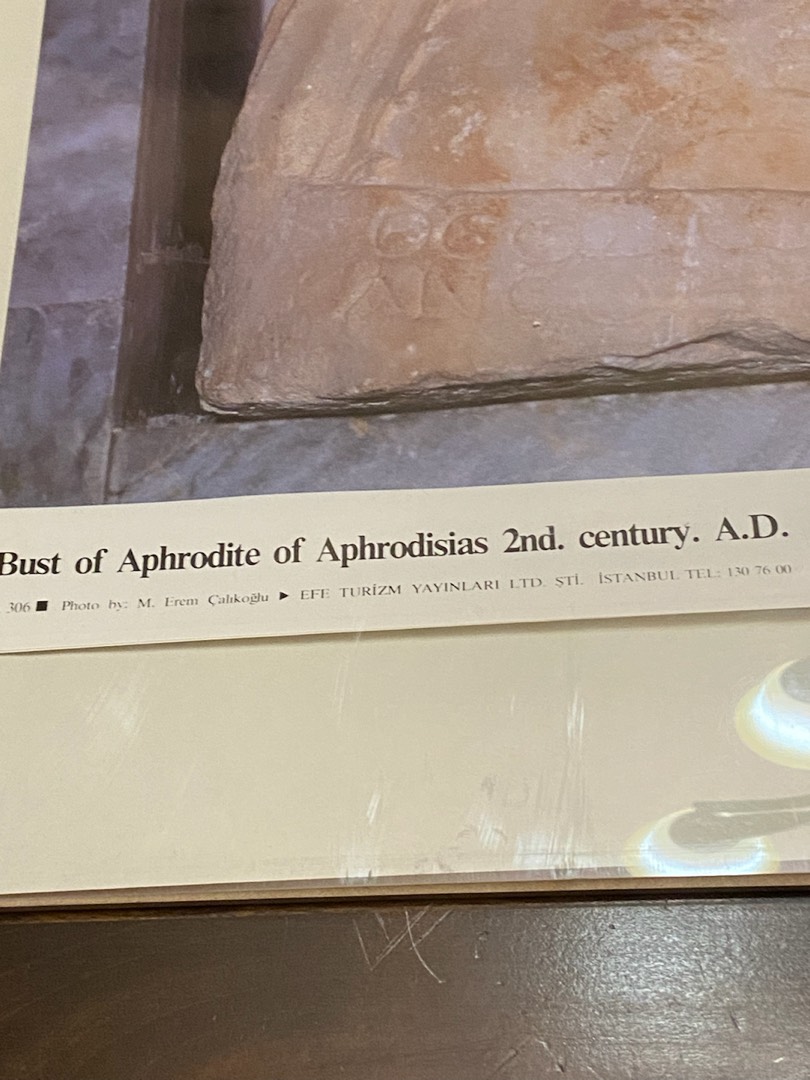 Bust of Aphrodite of Aphrodisias 2nd. century. A.D.
306 ■ Photo by: M. Erem Çalıkoğlu ► EFE TURİZM YAYINLARI LTD. ŞTİ. İSTANBUL TEL: 130 76 00